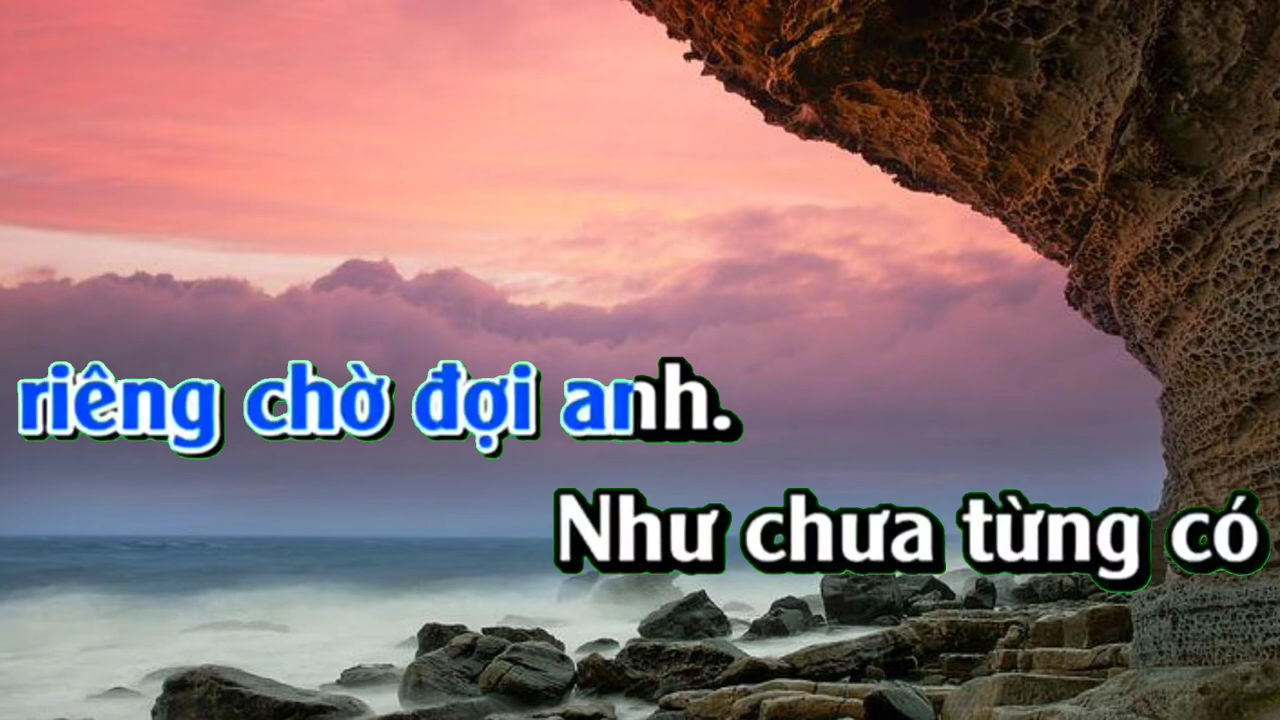 riêng chờ đợi anh.
Như chưa từng có